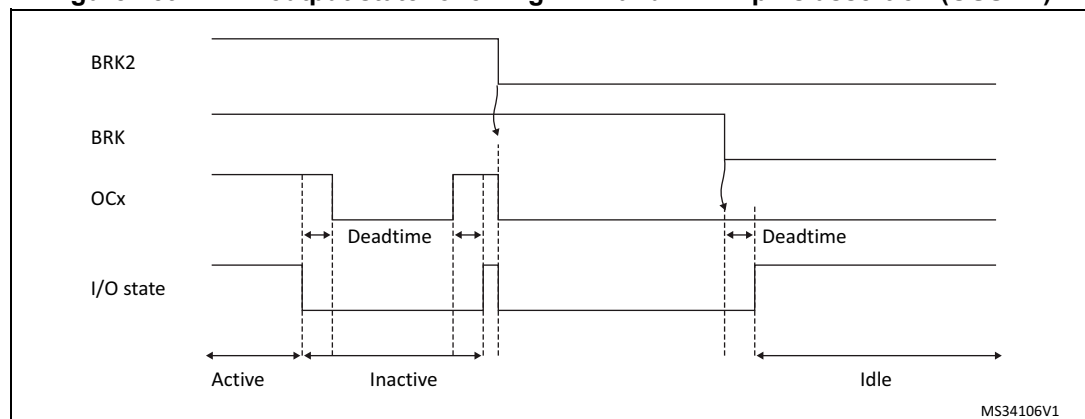 BRK2
BRK
OCx
Deadtime
Deadtime
I/O state
Active
Inactive
Idle
MS34106V1